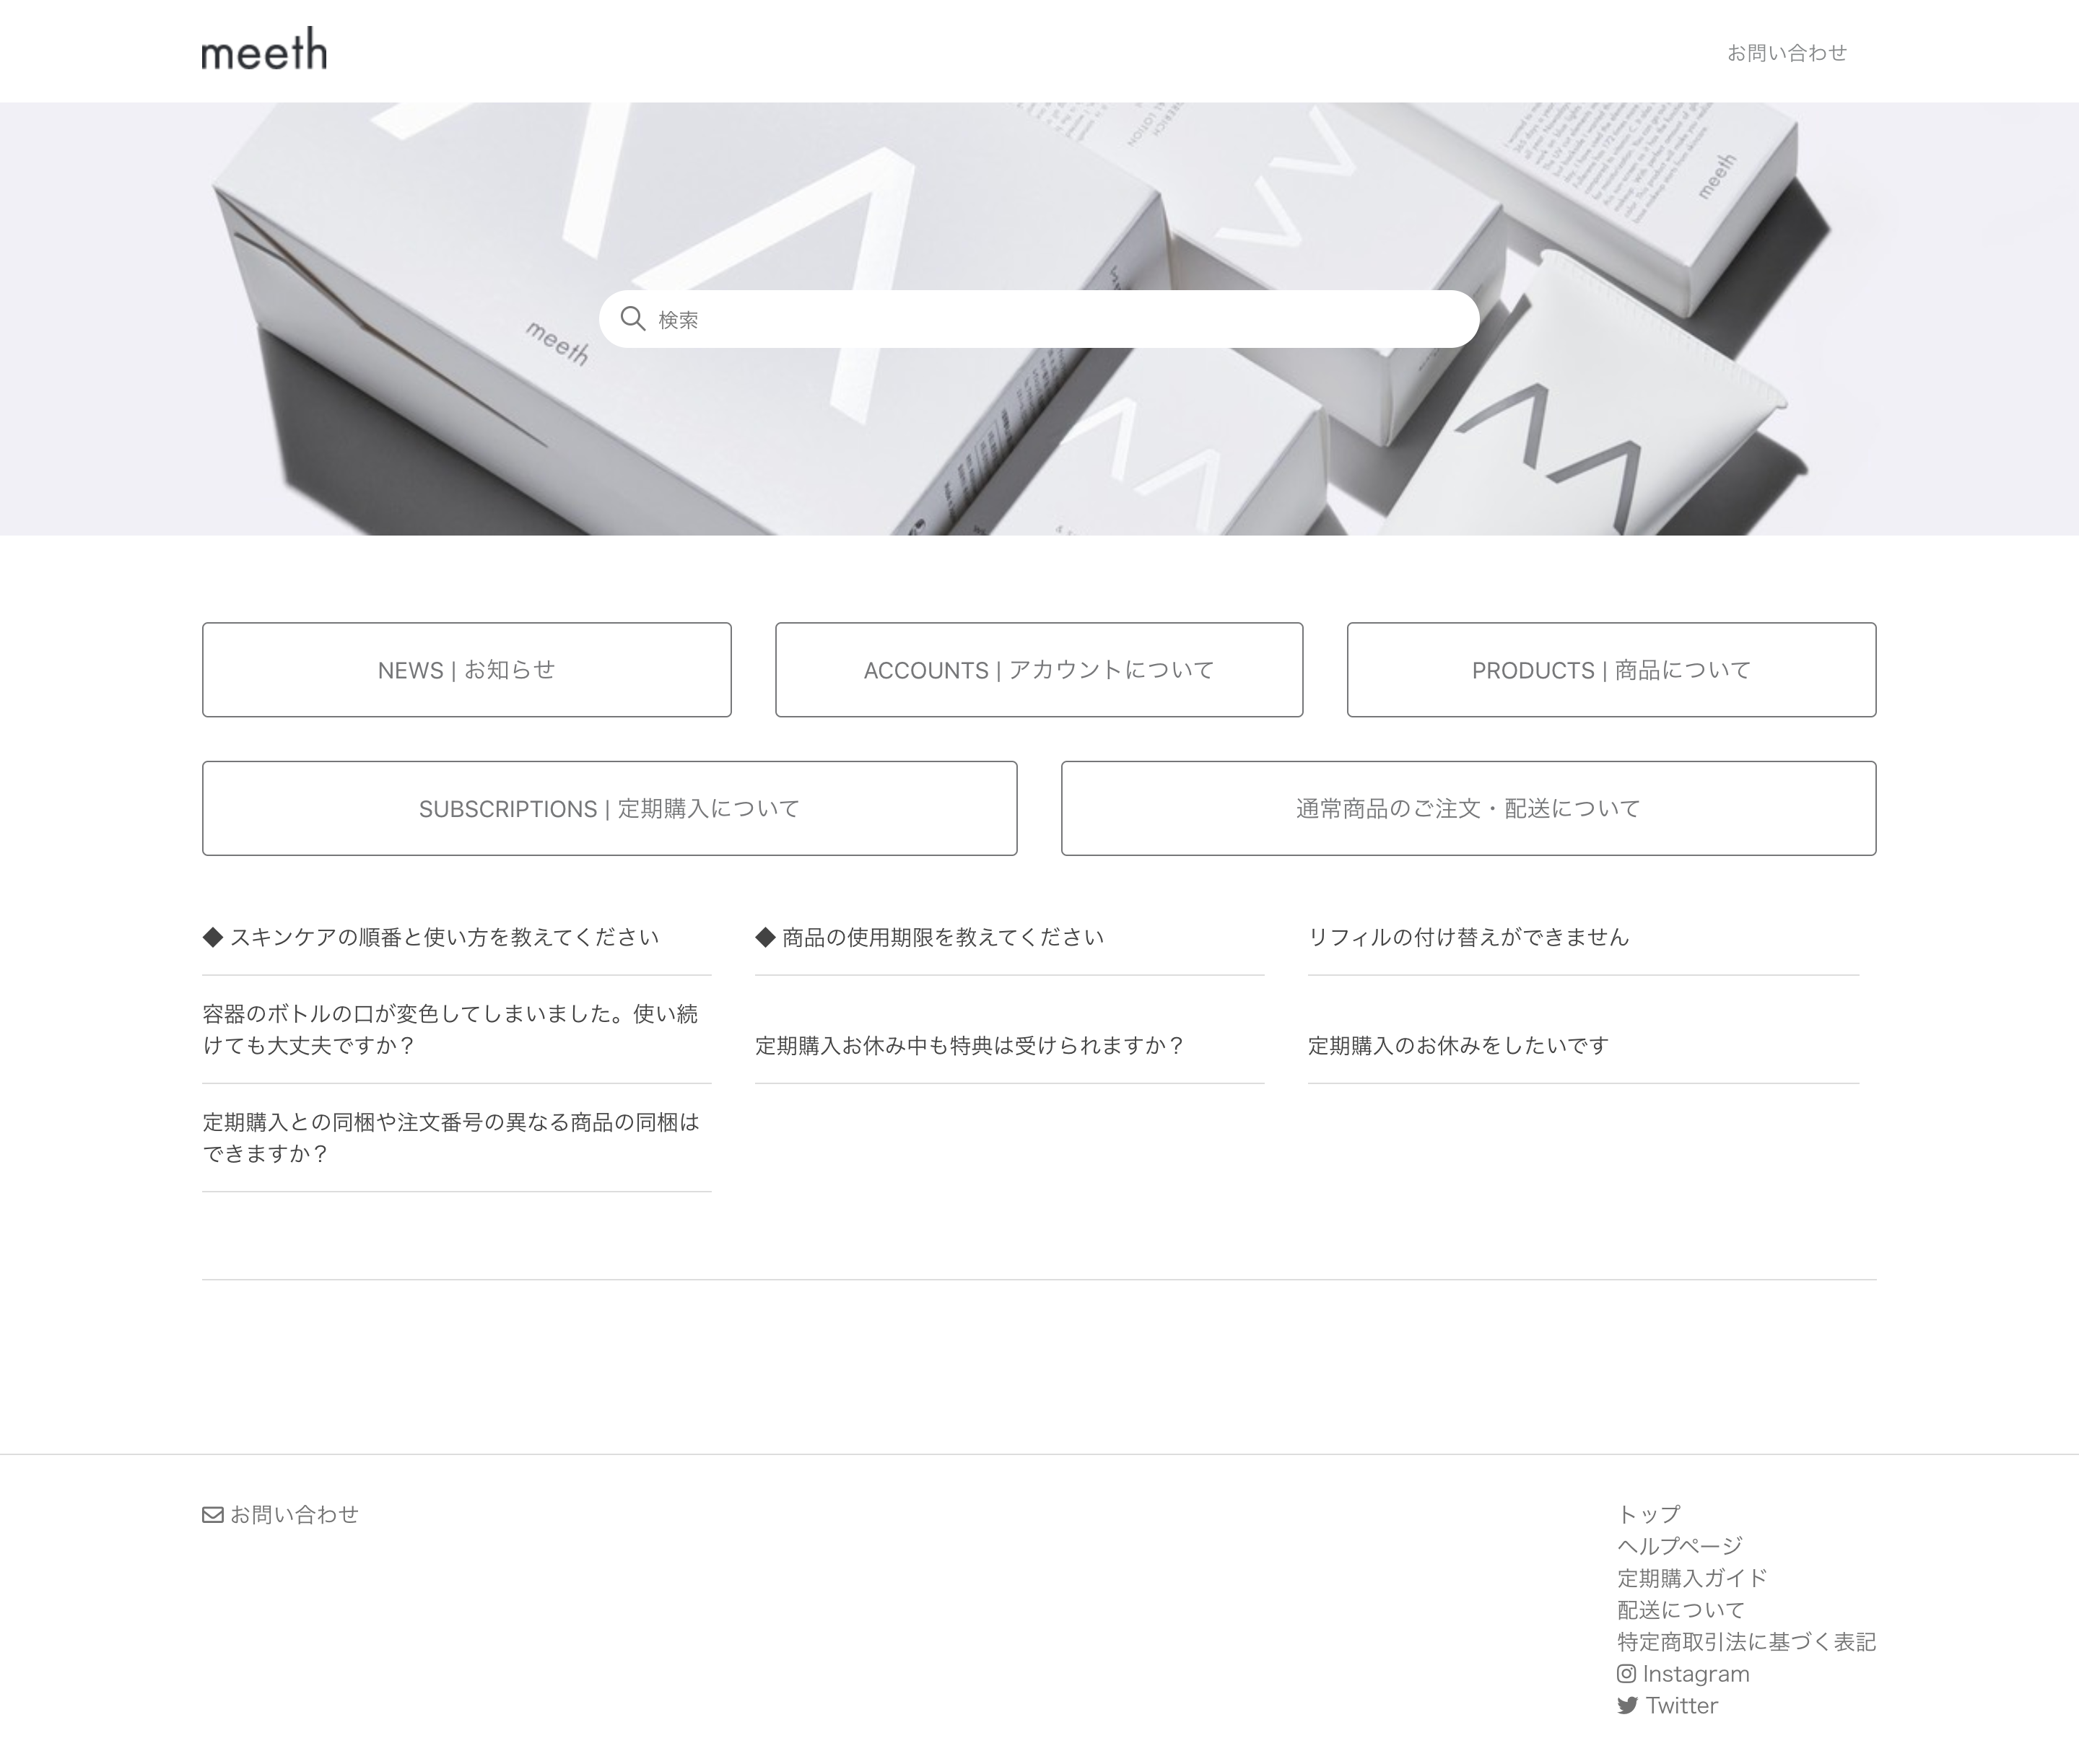 meeth
お問い合わせ
meeth
meeth
検索
NEWS | お知らせ
ACCOUNTS | アカウントについて
PRODUCTS | 商品について
SUBSCRIPTIONS | 定期購入について
通常商品のご注文・配送について
◆ スキンケアの順番と使い方を教えてください
◆ 商品の使用期限を教えてください
リフィルの付け替えができません
容器のボトルの口が変色してしまいました。使い続
けても大丈夫ですか？
定期購入お休み中も特典は受けられますか？
定期購入のお休みをしたいです
定期購入との同梱や注文番号の異なる商品の同梱は
できますか？
お問い合わせ
トップ
ヘルプページ
定期購入ガイド
配送について
特定商取引法に基づく表記
Instagram
Twitter